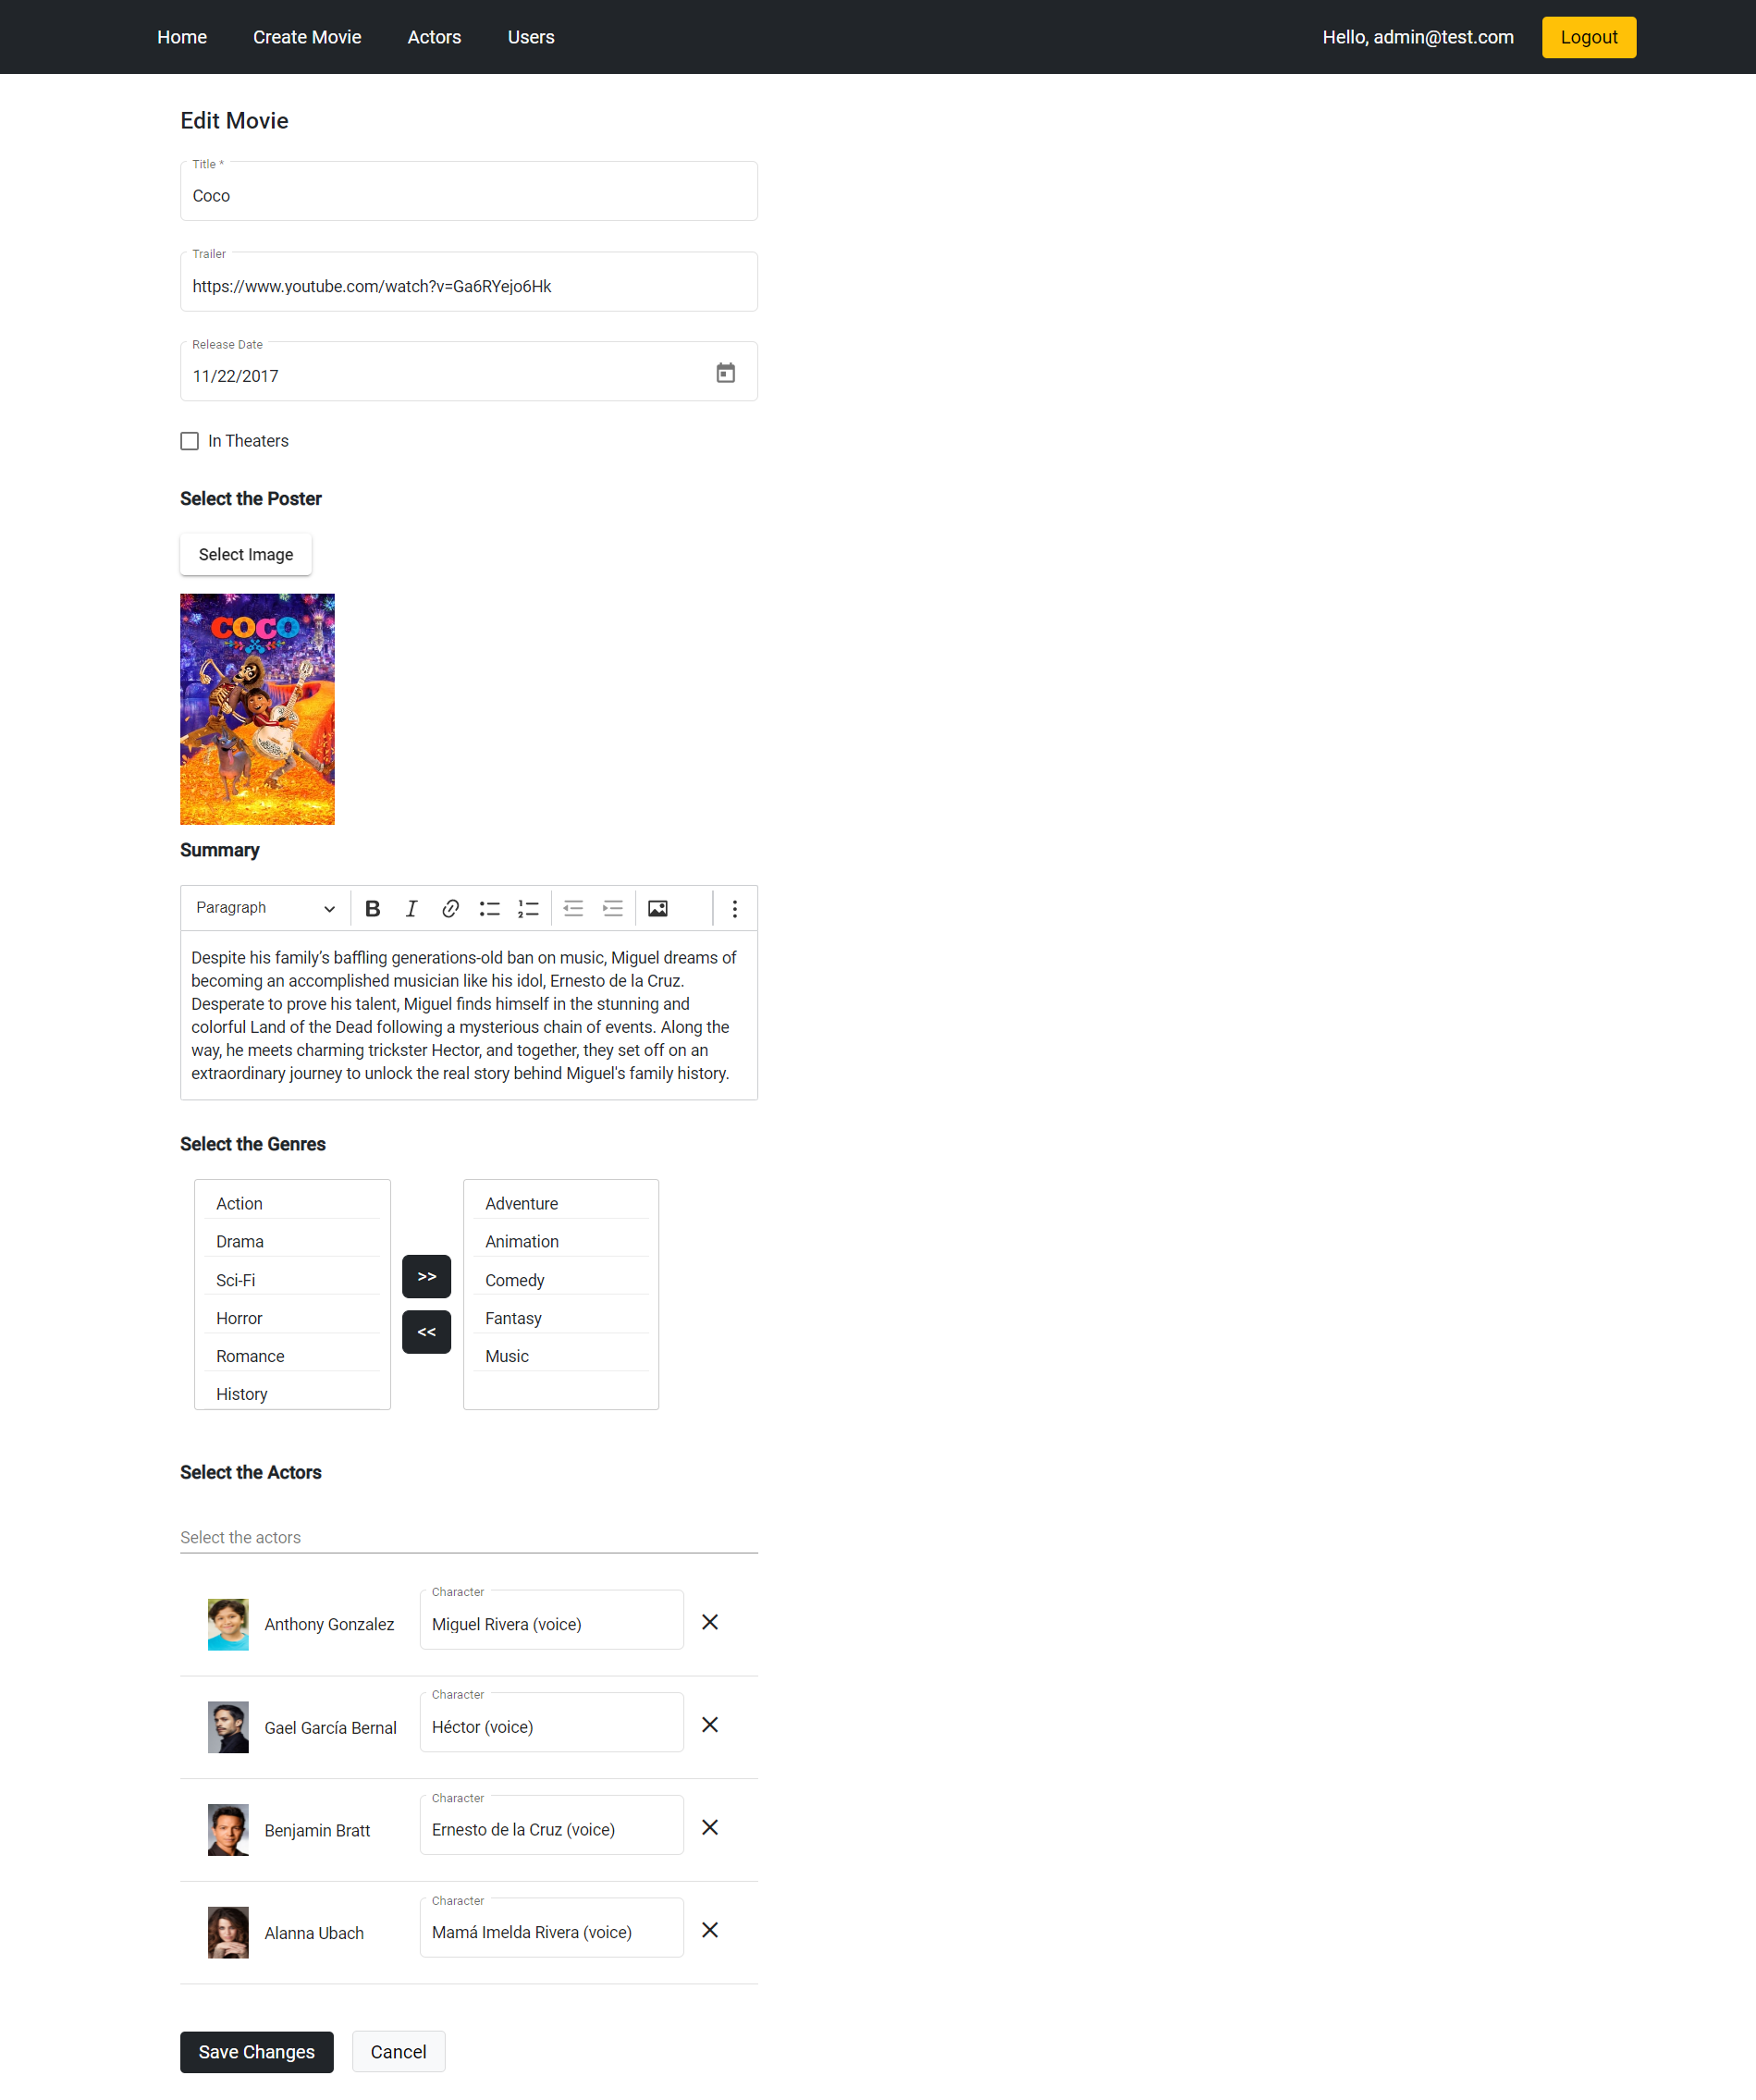 Home Create Movie Actors Users Hello, admin@test.com Logout
Edit Movie
Title *
Coco
Trailer
https://www.youtube.com/watch?v=Ga6RYejo6Hk
Release Date
11/22/2017
In Theaters
Select the Poster
Select Image
COCO
Summary
Paragraph
Despite his family’s baffling generations-old ban on music, Miguel dreams of
becoming an accomplished musician like his idol, Ernesto de la Cruz.
Desperate to prove his talent, Miguel finds himself in the stunning and
colorful Land of the Dead following a mysterious chain of events. Along the
way, he meets charming trickster Hector, and together, they set off on an
extraordinary journey to unlock the real story behind Miguel's family history.
Select the Genres
Action
Drama
Sci-Fi
Horror
Romance
History
>>
<<
Adventure
Animation
Comedy
Fantasy
Music
Select the Actors
Select the actors
Character
Anthony Gonzalez Miguel Rivera (voice)
Character
Gael García Bernal Héctor (voice)
Character
Benjamin Bratt Ernesto de la Cruz (voice)
Character
Alanna Ubach Mamá Imelda Rivera (voice)
Save Changes Cancel